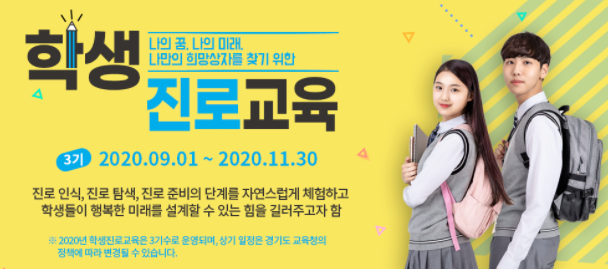 학생
나의 꿈, 나의 미래,
나만의 희망상자를 찾기 위한
진로교육
3기 2020.09.01 ~ 2020.11.30
진로 인식, 진로 탐색, 진로 준비의 단계를 자연스럽게 체험하고
학생들이 행복한 미래를 설계할 수 있는 힘을 길러주고자 함
※ 2020년 학생진로교육은 3기수로 운영되며, 상기 일정은 경기도 교육청의
정책에 따라 변경될 수 있습니다.